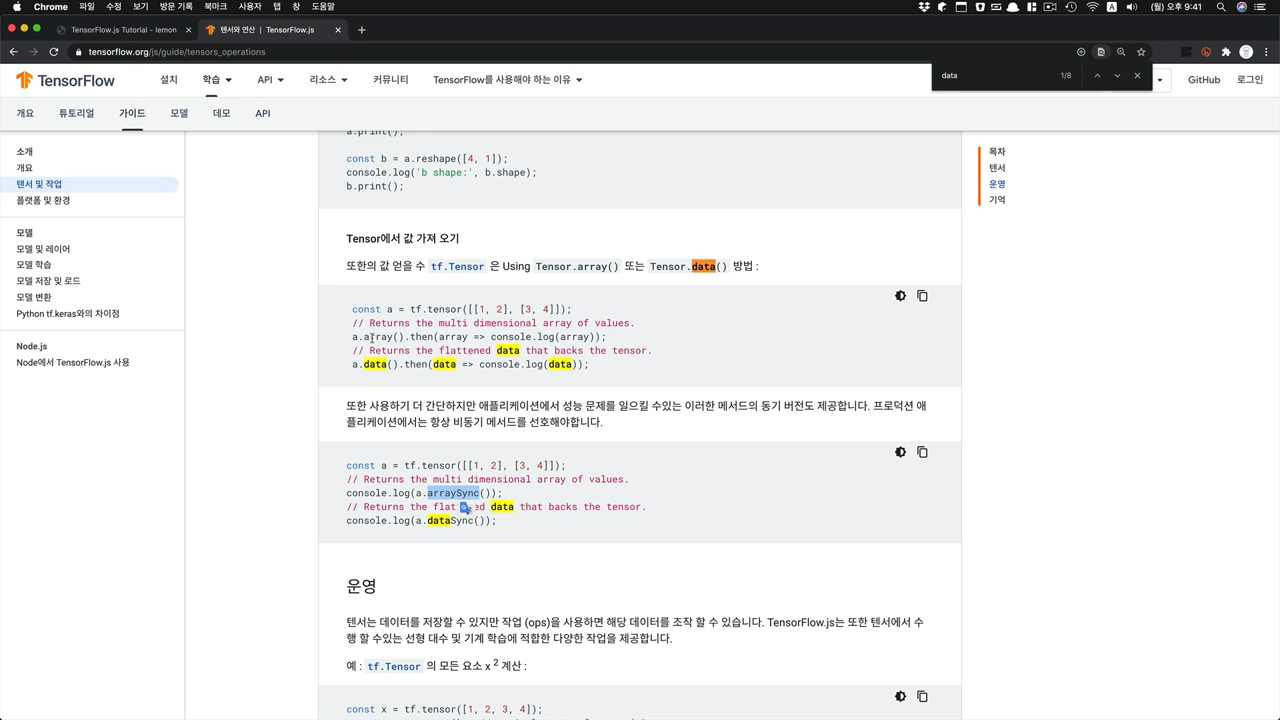 Chrome 파일 수정 보기 방문 기록 북마크 사용자 탭 창 도움말 (월) 오후 9:41
TensorFlow.js Tutorial - lemon
텐서와 연산 | TensorFlow.js
tensorflow.org/js/guide/tensors_operations
data 1/8
TensorFlow 설치 학습 API 리소스 커뮤니티 TensorFlow를 사용해야 하는 이유 GitHub 로그인
개요 튜토리얼 가이드 모델 데모 API
소개
개요
텐서 및 작업
플랫폼 및 환경
모델
모델 및 레이어
모델 학습
모델 저장 및 로드
모델 변환
Python tf.keras와의 차이점
Node.js
Node에서 TensorFlow.js 사용
a.print();
const b = a.reshape([4, 1]);
console.log('b shape:', b.shape);
b.print();
Tensor에서 값 가져 오기
또한의 값 얻을 수 tf.Tensor 은 Using Tensor.array() 또는 Tensor.data() 방법 :
const a = tf.tensor([[1, 2], [3, 4]]);
// Returns the multi dimensional array of values.
a.array().then(array => console.log(array));
// Returns the flattened data that backs the tensor.
a.data().then(data => console.log(data));
또한 사용하기 더 간단하지만 애플리케이션에서 성능 문제를 일으킬 수있는 이러한 메서드의 동기 버전도 제공합니다. 프로덕션 애
플리케이션에서는 항상 비동기 메서드를 선호해야합니다.
const a = tf.tensor([[1, 2], [3, 4]]);
// Returns the multi dimensional array of values.
console.log(a.arraySync());
// Returns the flattened data that backs the tensor.
console.log(a.dataSync());
운영
텐서는 데이터를 저장할 수 있지만 작업 (ops)을 사용하면 해당 데이터를 조작 할 수 있습니다. TensorFlow.js는 또한 텐서에서 수
행 할 수있는 선형 대수 및 기계 학습에 적합한 다양한 작업을 제공합니다.
예 : tf.Tensor 의 모든 요소 x 2 계산 :
const x = tf.tensor([1, 2, 3, 4]);
목차
텐서
운영
기억